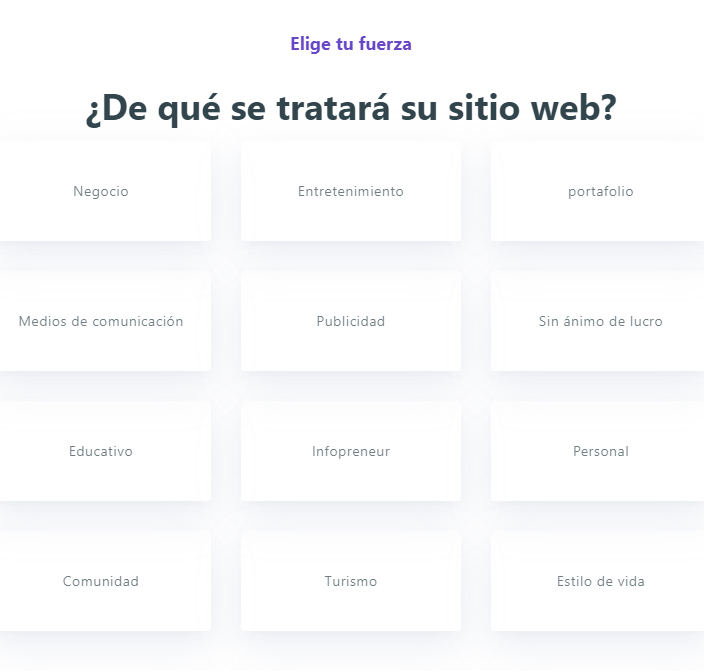 Elige tu fuerza
¿De qué se tratará su sitio web?
Negocio
Entretenimiento
portafolio
Medios de comunicación
Publicidad
Sin ánimo de lucro
Educativo
Infopreneur
Personal
Comunidad
Turismo
Estilo de vida